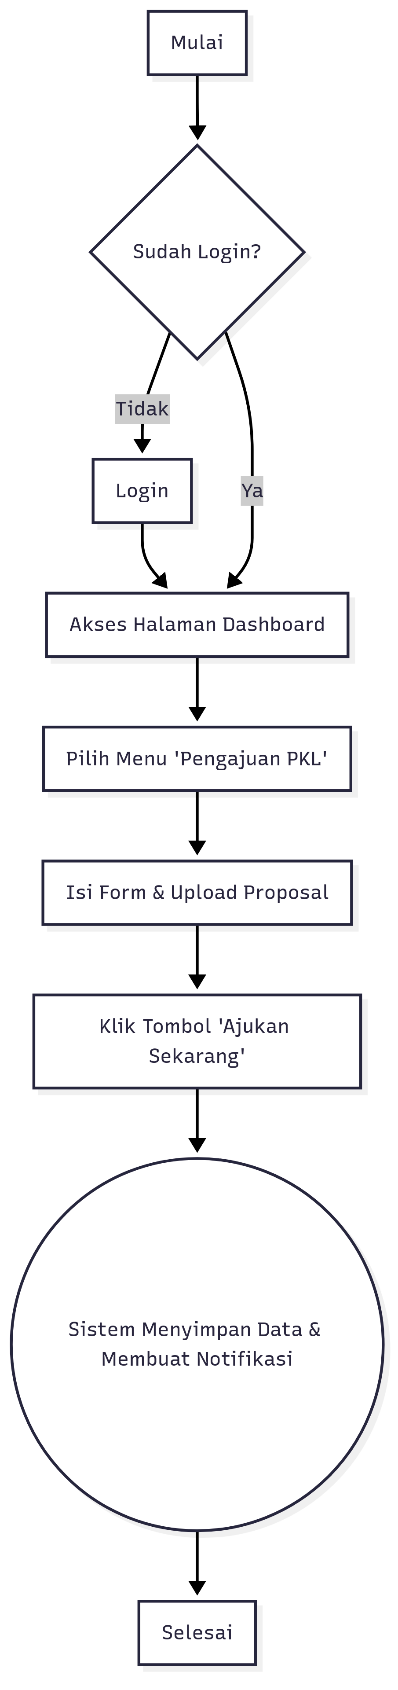 Mulai
Sudah Login?
Tidak
Login
Ya
Akses Halaman Dashboard
Pilih Menu 'Pengajuan PKL'
Isi Form & Upload Proposal
Klik Tombol 'Ajukan
Sekarang'
Sistem Menyimpan Data &
Membuat Notifikasi
Selesai